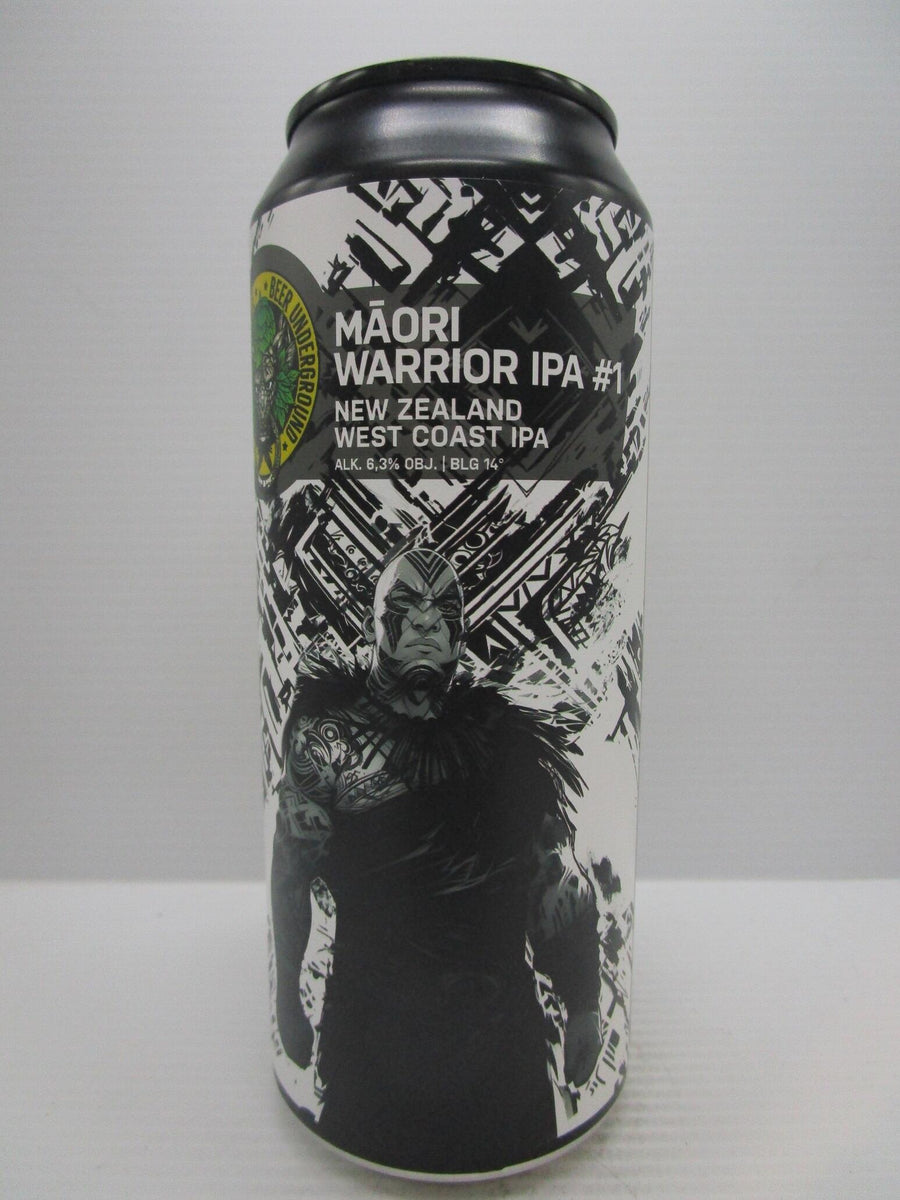 BEER UNDERGROUND
MĀORI
WARRIOR IPA #1
NEW ZEALAND
WEST COAST IPA
ALK. 6,3% OBJ. | BLG 14°